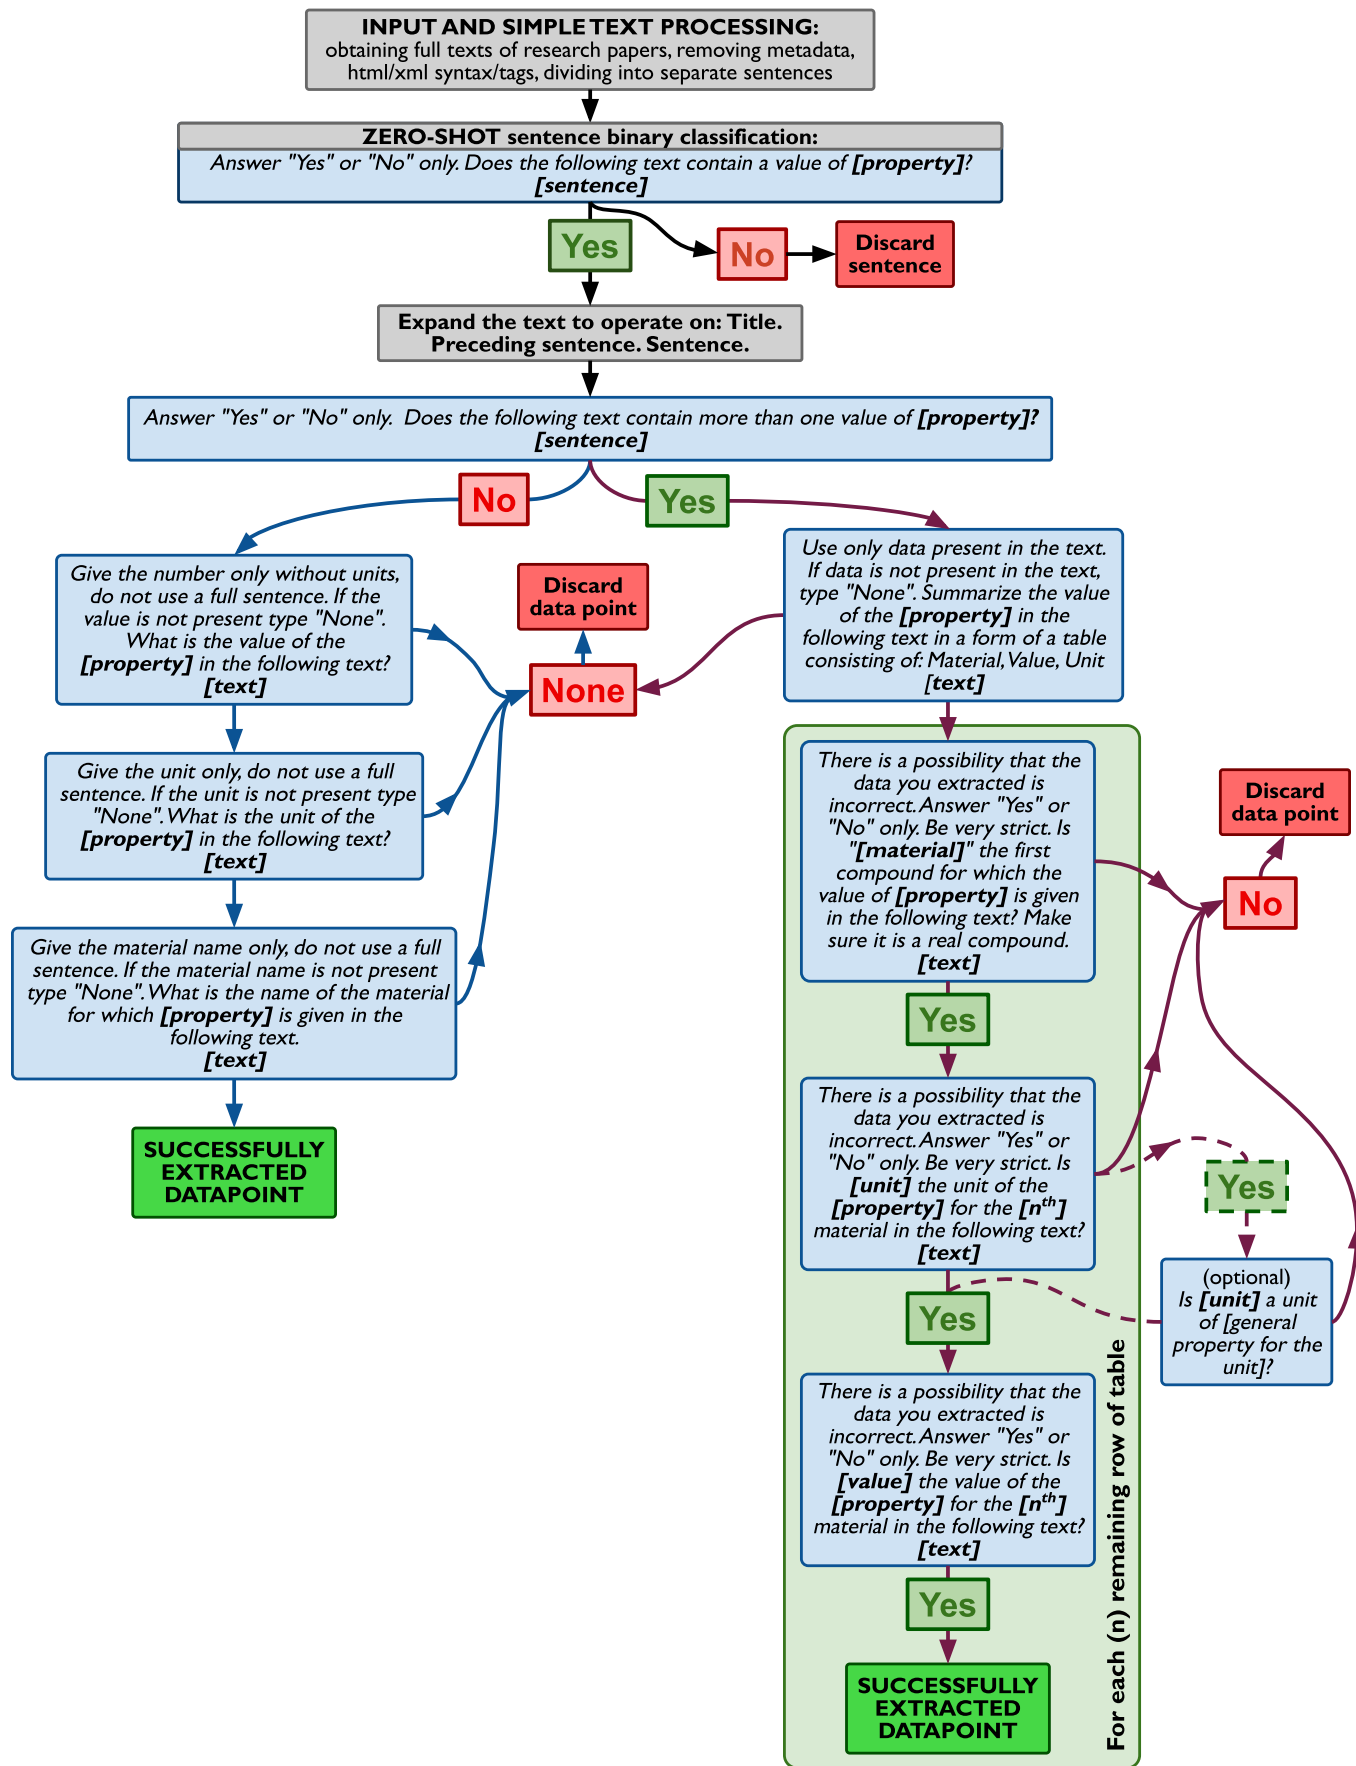 INPUT AND SIMPLE TEXT PROCESSING:
obtaining full texts of research papers, removing metadata,
html/xml syntax/tags, dividing into separate sentences
ZERO-SHOT sentence binary classification:
Answer "Yes" or "No" only. Does the following text contain a value of [property]?
[sentence]
Yes
No
Discard
sentence
Expand the text to operate on: Title.
Preceding sentence. Sentence.
Answer "Yes" or "No" only. Does the following text contain more than one value of [property]?
[sentence]
No
Yes
Give the number only without units,
do not use a full sentence. If the
value is not present type "None".
What is the value of the
[property] in the following text?
[text]
Give the unit only, do not use a full
sentence. If the unit is not present type
"None". What is the unit of the
[property] in the following text?
[text]
Give the material name only, do not use a full
sentence. If the material name is not present
type "None". What is the name of the material
for which [property] is given in the
following text.
[text]
SUCCESSFULLY
EXTRACTED
DATAPOINT
Discard
data point
None
Use only data present in the text.
If data is not present in the text,
type "None". Summarize the value
of the [property] in the
following text in a form of a table
consisting of: Material, Value, Unit
[text]
There is a possibility that the
data you extracted is
incorrect. Answer "Yes" or
"No" only. Be very strict. Is
"[material]" the first
compound for which the
value of [property] is given
in the following text? Make
sure it is a real compound.
[text]
Yes
There is a possibility that the
data you extracted is
incorrect. Answer "Yes" or
"No" only. Be very strict. Is
[unit] the unit of the
[property] for the [nth]
material in the following text?
[text]
Yes
There is a possibility that the
data you extracted is
incorrect. Answer "Yes" or
"No" only. Be very strict. Is
[value] the value of the
[property] for the [nth]
material in the following text?
[text]
Yes
SUCCESSFULLY
EXTRACTED
DATAPOINT
For each (n) remaining row of table
Discard
data point
No
Yes
(optional)
Is [unit] a unit
of [general
property for the
unit]?